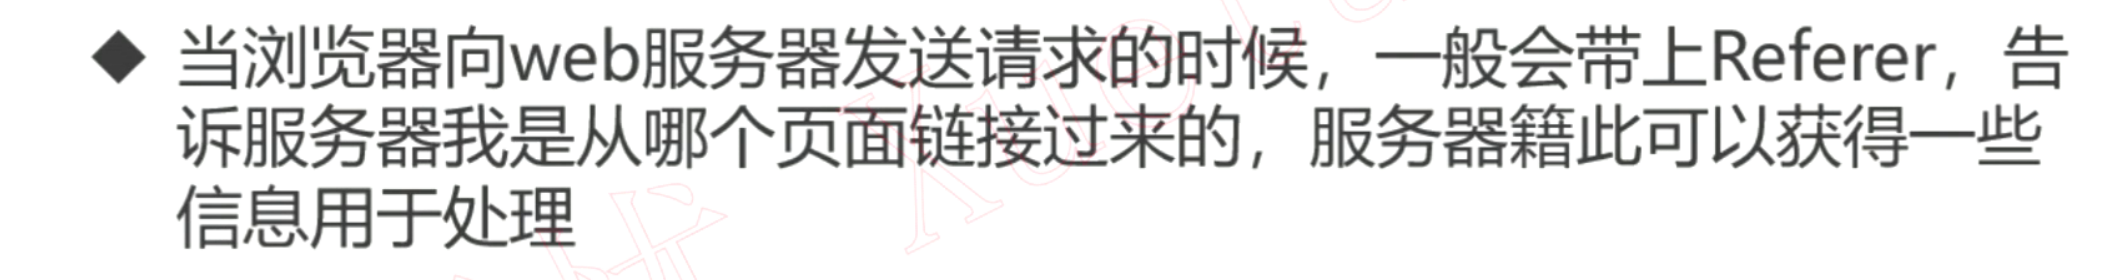 ◆ 当浏览器向web服务器发送请求的时候，一般会带上Referer，告
诉服务器我是从哪个页面链接过来的，服务器籍此可以获得一些
信息用于处理